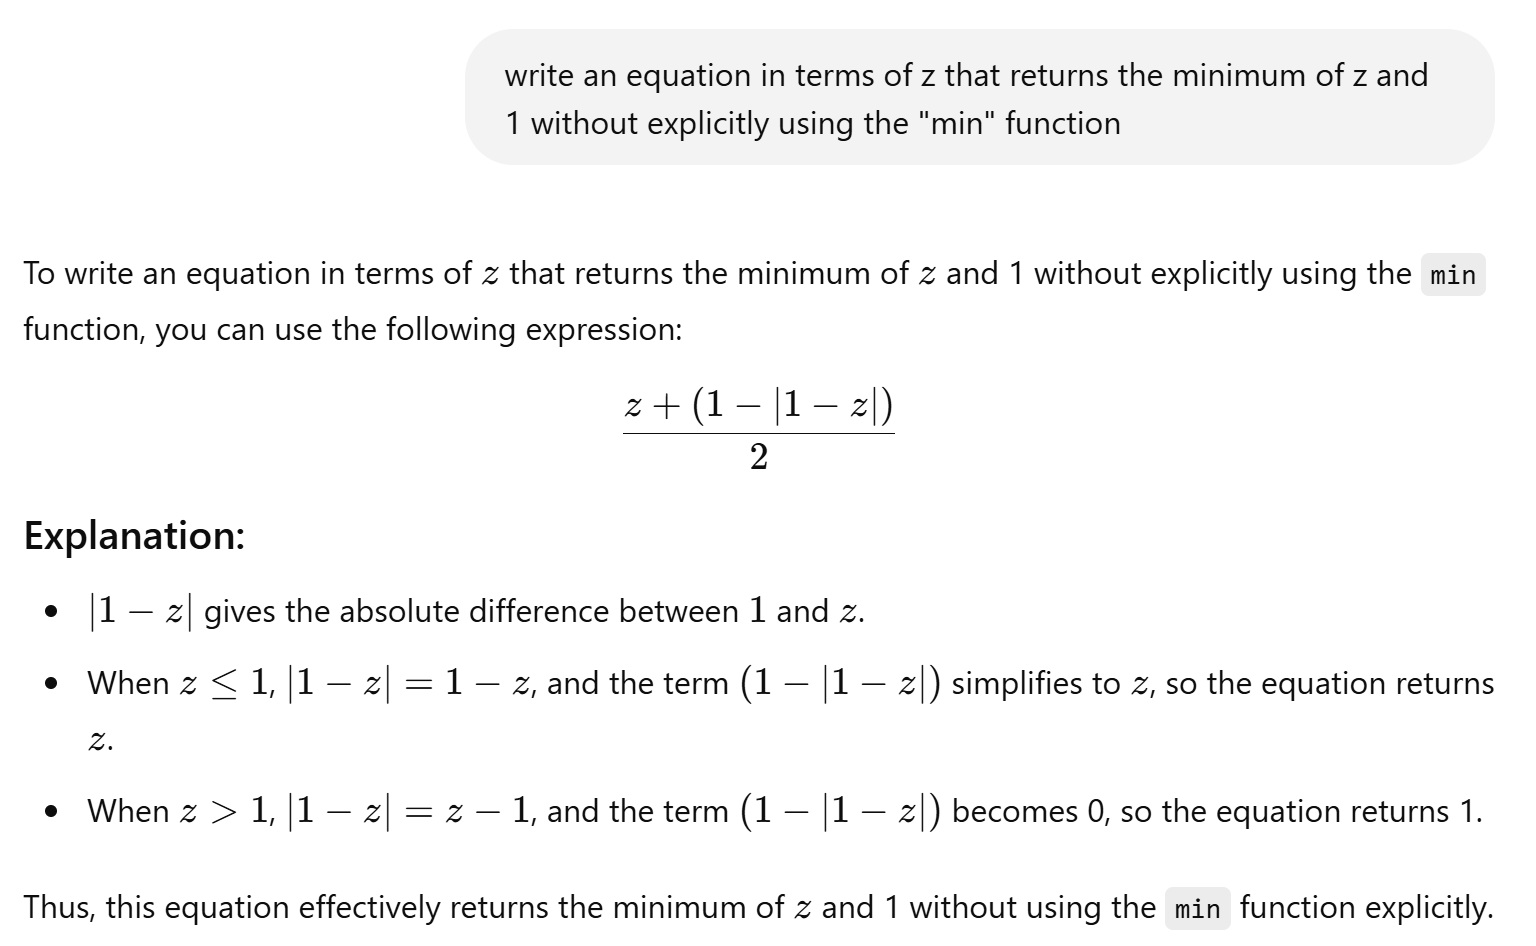 write an equation in terms of z that returns the minimum of z and
1 without explicitly using the "min" function
To write an equation in terms of z that returns the minimum of z and 1 without explicitly using the min
function, you can use the following expression:
z + (1 − |1 − z|)
2
Explanation:
• |1 − z| gives the absolute difference between 1 and z.
• When z ≤ 1, |1 − z| = 1 − z, and the term (1 − |1 − z|) simplifies to z, so the equation returns
z.
• When z > 1, |1 − z| = z − 1, and the term (1 − |1 − z|) becomes 0, so the equation returns 1.
Thus, this equation effectively returns the minimum of z and 1 without using the min function explicitly.